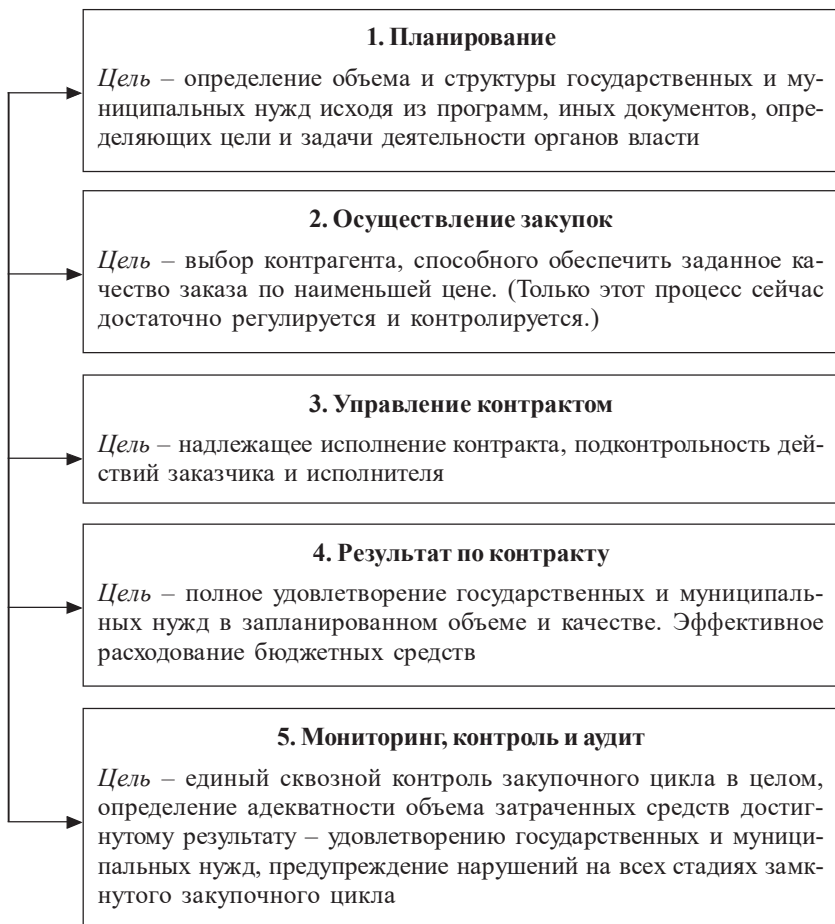 1. Планирование
Цель – определение объема и структуры государственных и му-
ниципальных нужд исходя из программ, иных документов, опре-
деляющих цели и задачи деятельности органов власти
2. Осуществление закупок
Цель – выбор контрагента, способного обеспечить заданное ка-
чество заказа по наименьшей цене. (Только этот процесс сейчас
достаточно регулируется и контролируется.)
3. Управление контрактом
Цель – надлежащее исполнение контракта, подконтрольность дей-
ствий заказчика и исполнителя
4. Результат по контракту
Цель – полное удовлетворение государственных и муниципаль-
ных нужд в запланированном объеме и качестве. Эффективное
расходование бюджетных средств
5. Мониторинг, контроль и аудит
Цель – единый сквозной контроль закупочного цикла в целом,
определение адекватности объема затраченных средств достиг-
нутому результату – удовлетворению государственных и муници-
пальных нужд, предупреждение нарушений на всех стадиях замк-
нутого закупочного цикла